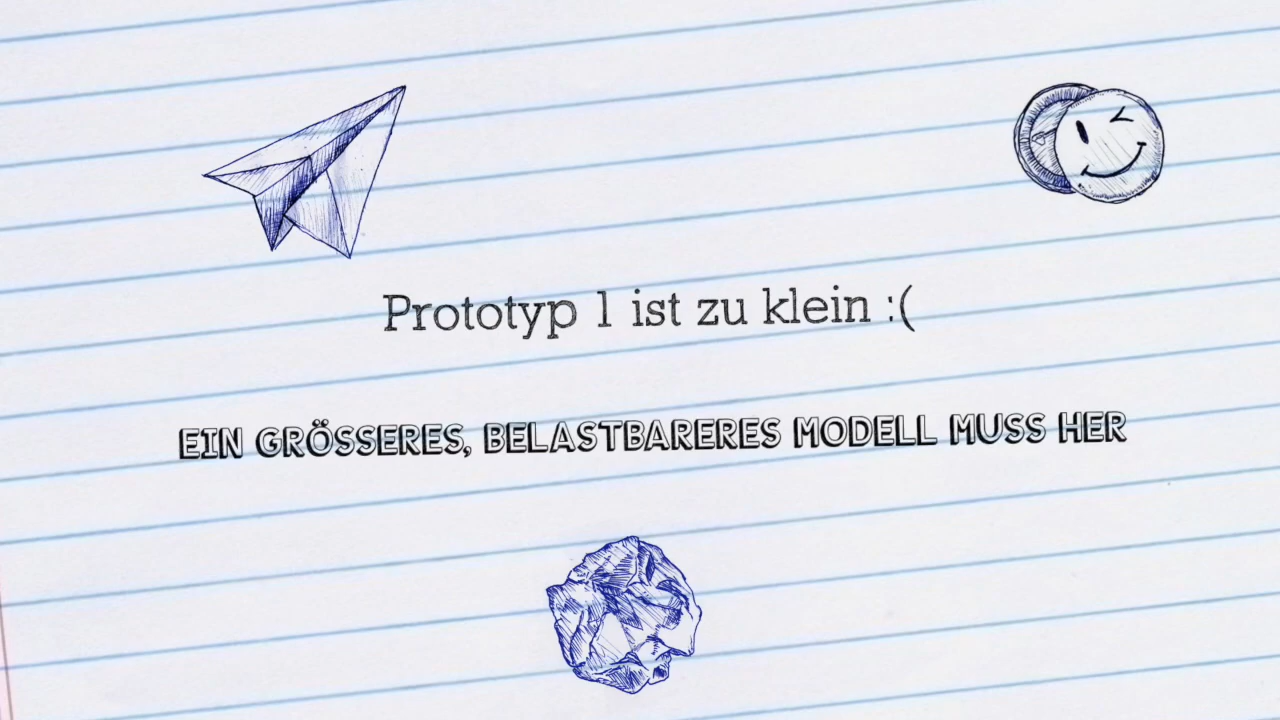 Prototyp 1 ist zu klein :(
EIN GRÖSSERES, BELASTBARERES MODELL MUSS HER